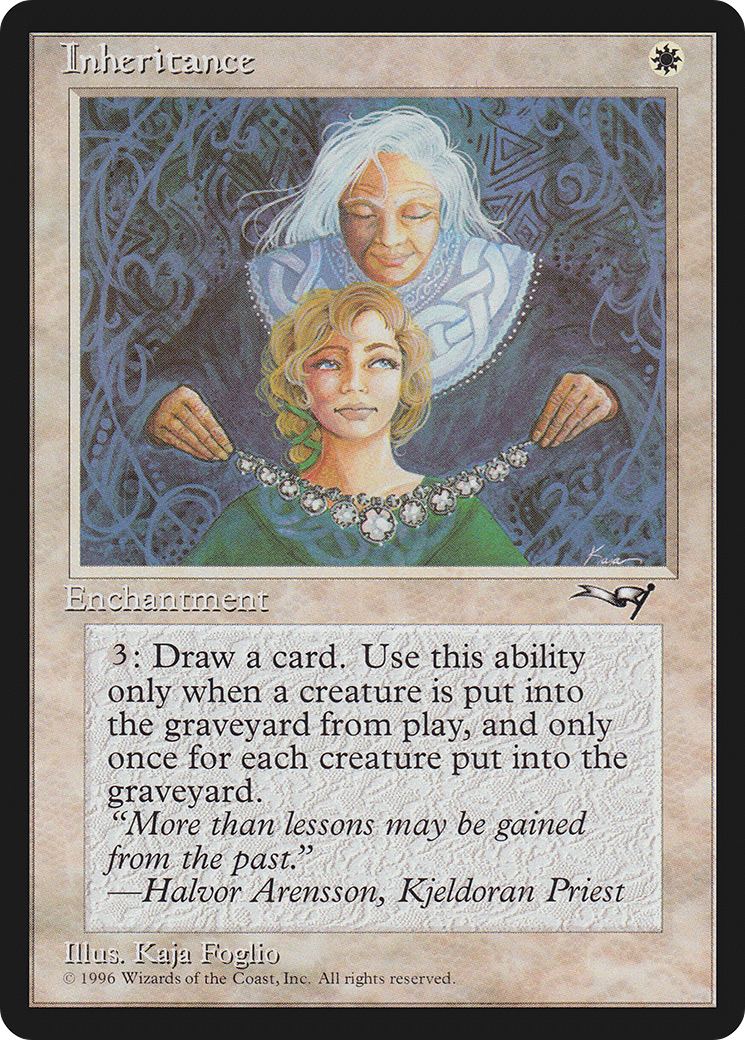 Inheritance
Kaja
Enchantment
3: Draw a card. Use this ability
only when a creature is put into
the graveyard from play, and only
once for each creature put into the
graveyard.
“More than lessons may be gained
from the past.”
—Halvor Arensson, Kjeldoran Priest
Illus. Kaja Foglio
© 1996 Wizards of the Coast, Inc. All rights reserved.